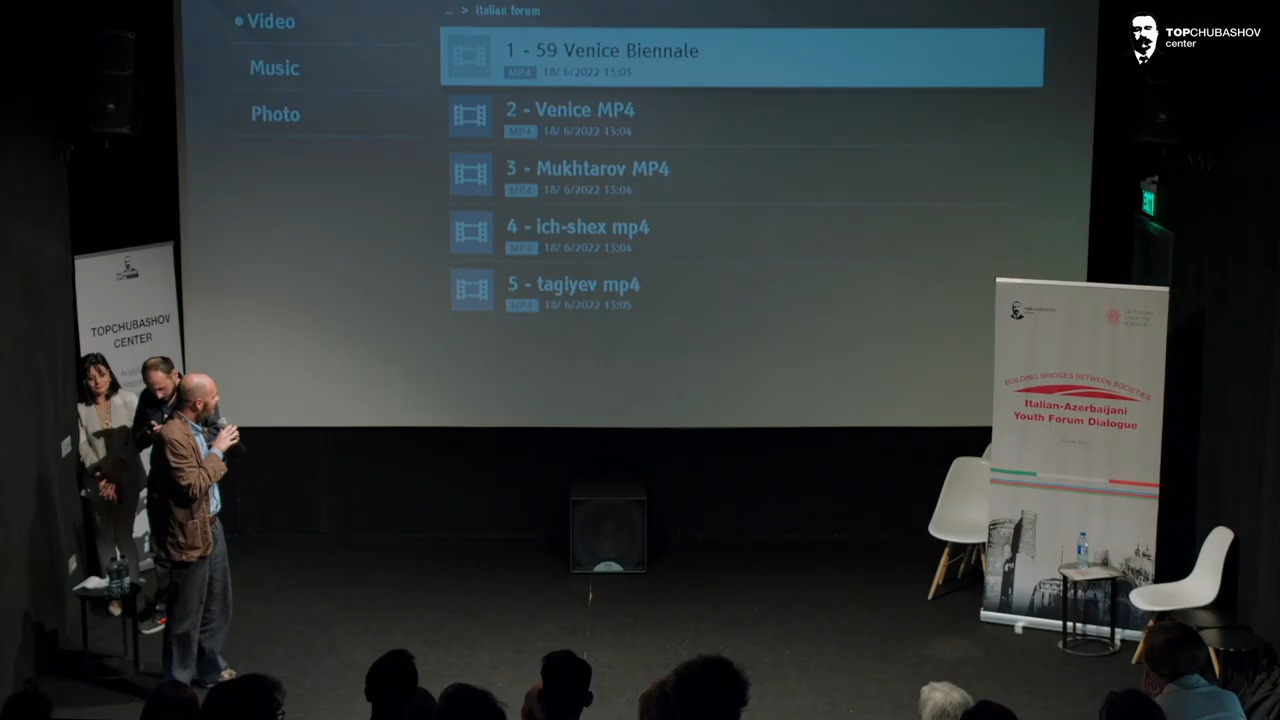 Video
Music
Photo
... > italian forum
1 - 59 Venice Biennale
MP4 18/ 6/2022 13:03
2 - Venice MP4
MP4 18/ 6/2022 13:04
3 - Mukhtarov MP4
MP4 18/ 6/2022 13:04
4 - ich-shex mp4
MP4 18/ 6/2022 13:04
5 - tagiyev mp4
MP4 18/ 6/2022 13:05
TOPCHUBASHOV
center
TOPCHUBASHOV
CENTER
BUILDING BRIDGES BETWEEN SOCIETIES
Italian-Azerbaijani
Youth Forum Dialogue